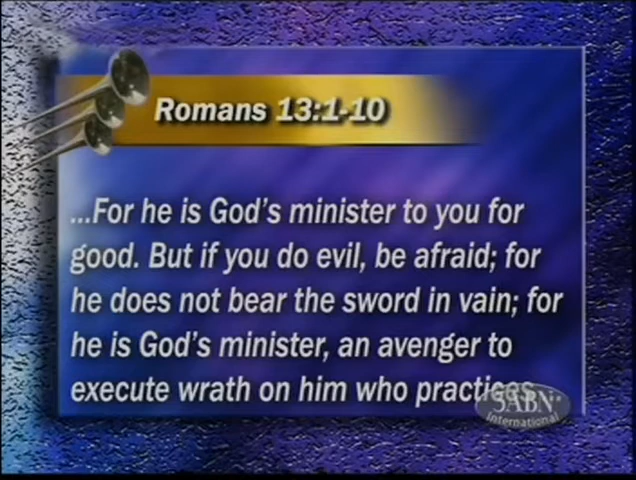 Romans 13:1-10
...For he is God's minister to you for
good. But if you do evil, be afraid; for
he does not bear the sword in vain; for
he is God's minister, an avenger to
execute wrath on him who practices
3ABN
International